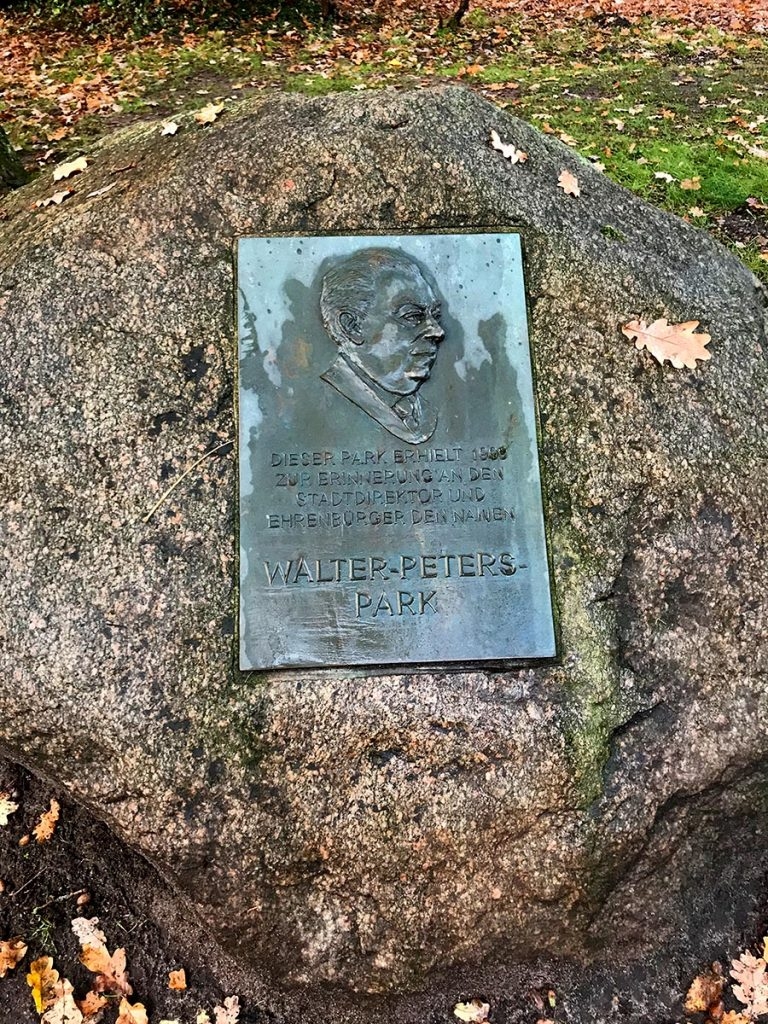 DIESER PARK ERHIELT
ZUR ERINNERUNG AN DEN
STADTDIREKTOR UND
EHRENBÜRGER DEN NAMEN
WALTER-PETERS-
PARK